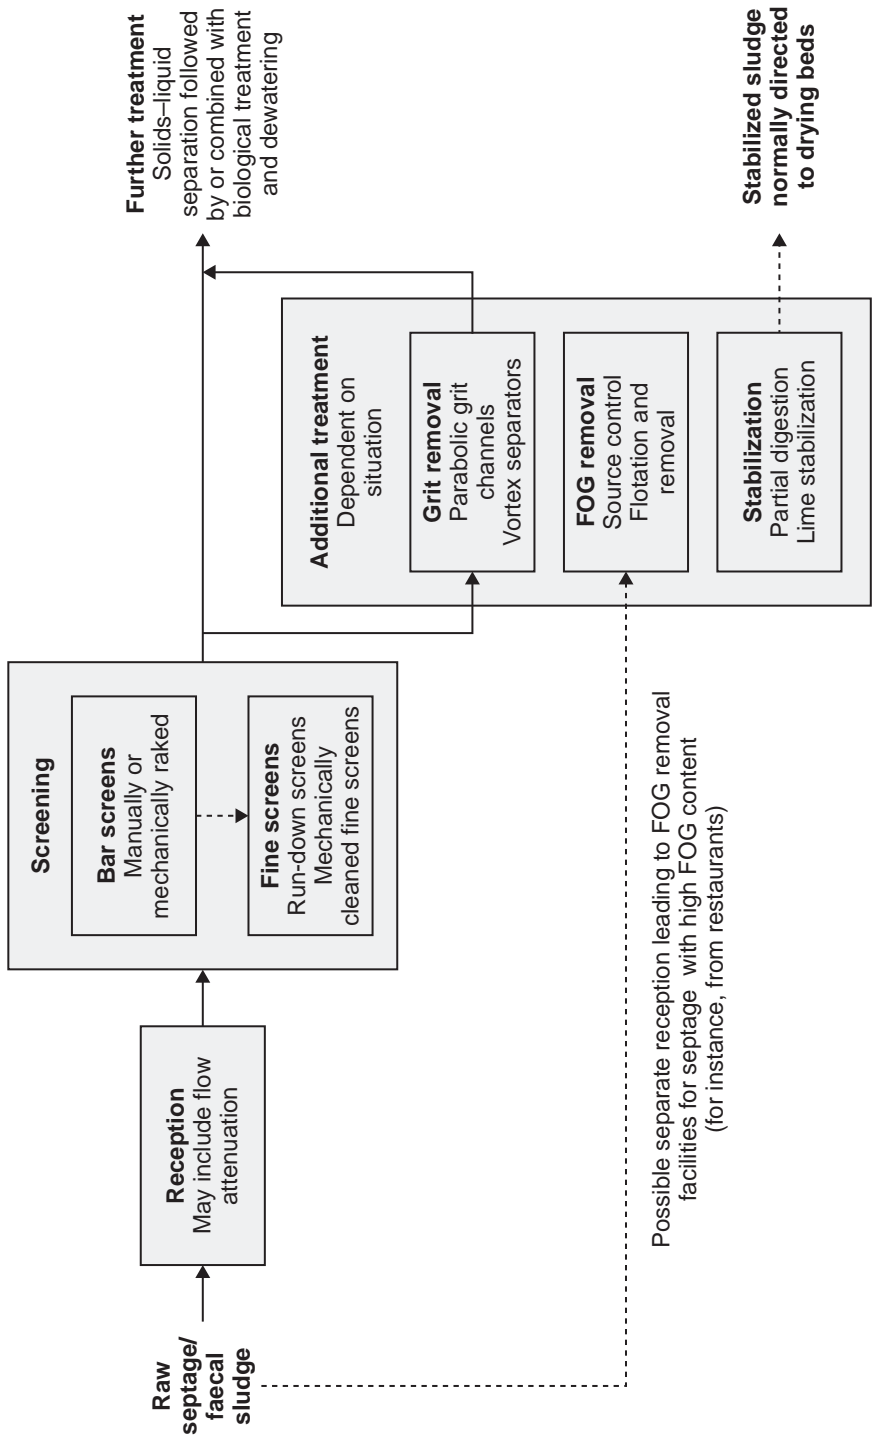 Raw
septage/
faecal
sludge
Reception
May include flow
attenuation
Screening
Bar screens
Manually or
mechanically raked
Fine screens
Run-down screens
Mechanically
cleaned fine screens
Additional treatment
Dependent on
situation
Grit removal
Parabolic grit
channels
Vortex separators
FOG removal
Source control
Flotation and
removal
Stabilization
Partial digestion
Lime stabilization
Further treatment
Solids–liquid
separation followed
by or combined with
biological treatment
and dewatering
Stabilized sludge
normally directed
to drying beds
Possible separate reception leading to FOG removal
facilities for septage with high FOG content
(for instance, from restaurants)